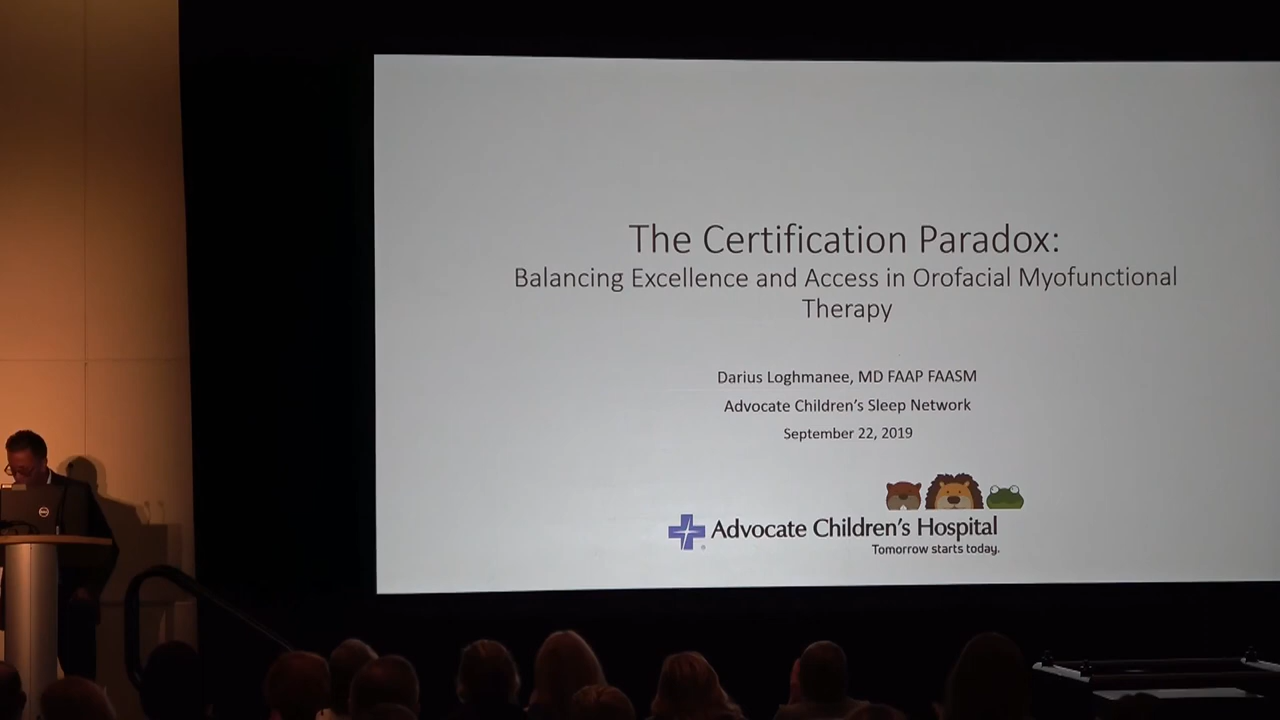 The Certification Paradox:
Balancing Excellence and Access in Orofacial Myofunctional
Therapy
Darius Loghmanee, MD FAAP FAASM
Advocate Children's Sleep Network
September 22, 2019
Advocate Children's Hospital
Tomorrow starts today.
DELL